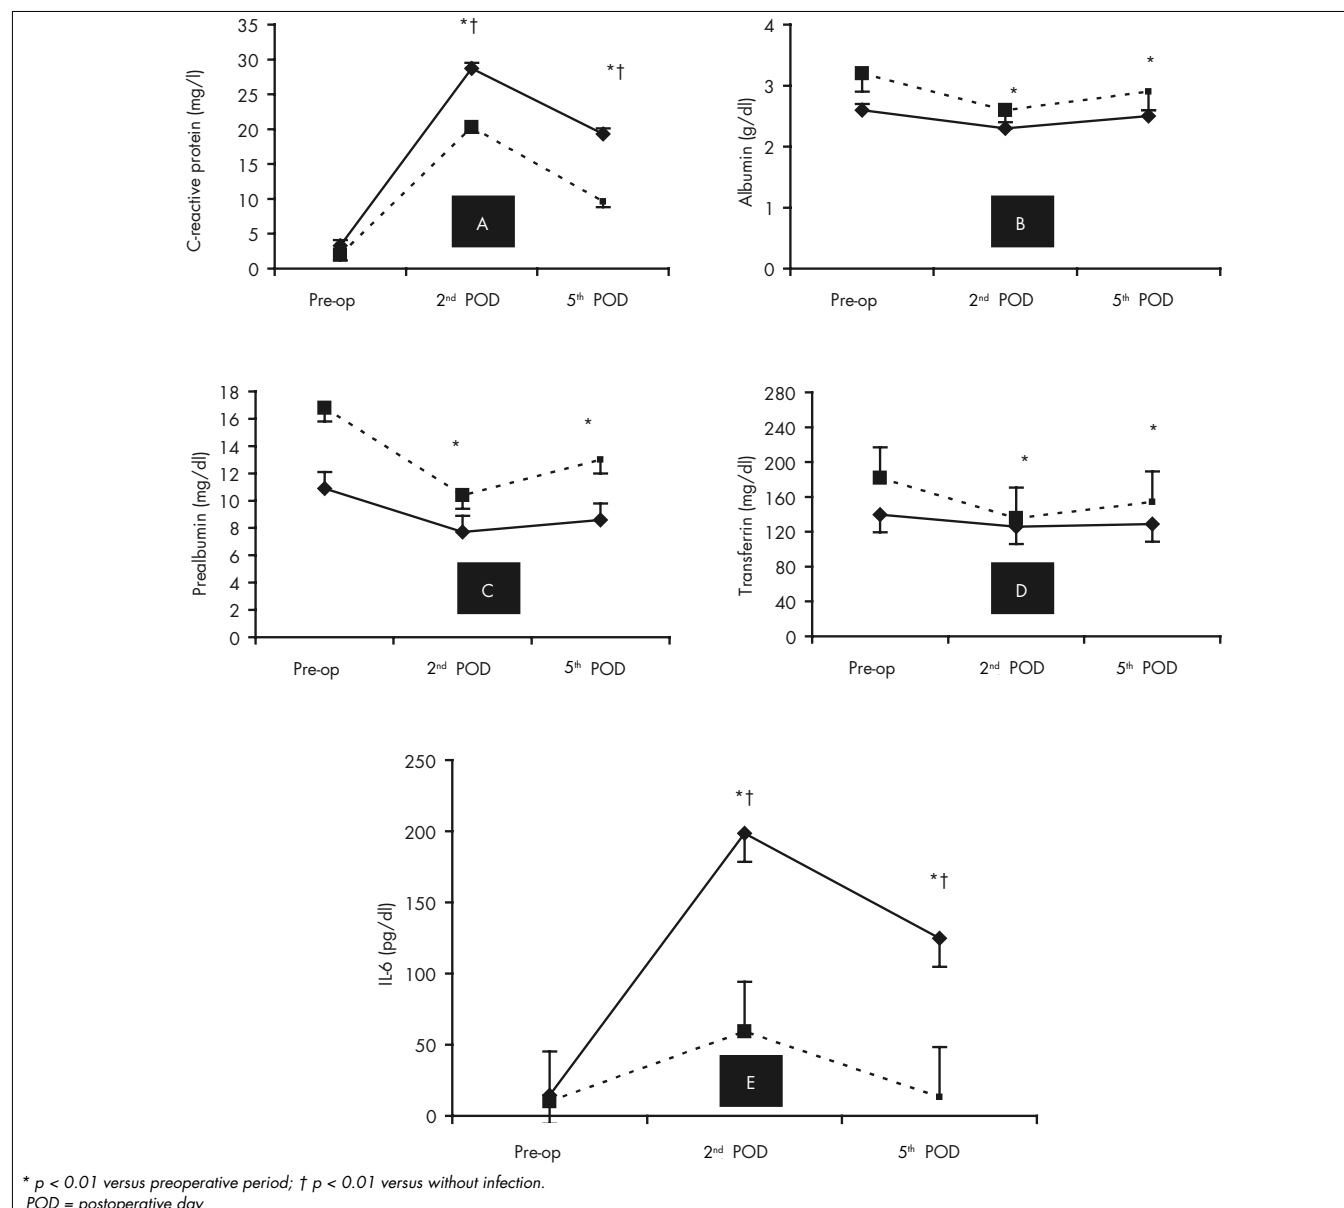 C-reactive protein (mg/l)
35
30
25
20
15
10
5
0
*†
*†
A
Pre-op
2nd POD
5th POD
Albumin (g/dl)
4
3
2
1
0
*
*
B
Pre-op
2nd POD
5th POD
Prealbumin (mg/dl)
18
16
14
12
10
8
6
4
2
0
*
*
C
Pre-op
2nd POD
5th POD
Transferrin (mg/dl)
280
240
200
160
120
80
40
0
*
*
D
Pre-op
2nd POD
5th POD
IL-6 (pg/dl)
250
200
150
100
50
0
*†
*†
E
Pre-op
2nd POD
5th POD
* p < 0.01 versus preoperative period; † p < 0.01 versus without infection.
POD = postoperative day